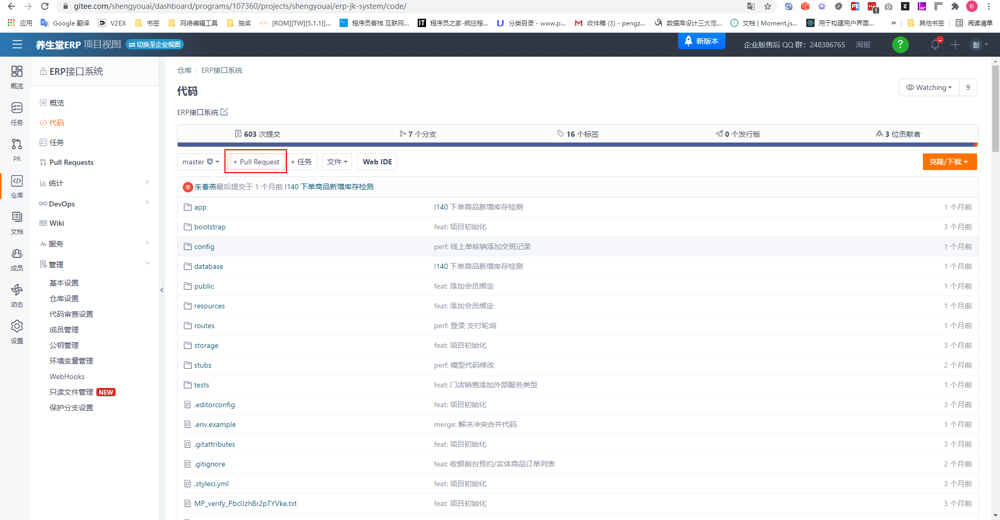 gitee.com/shengyouai/dashboard/programs/107360/projects/shengyouai/erp-jk-system/code/
1
彭
应用 Google 翻译 V2EX 书签 网络编辑工具 抽奖 xda [ROM][TW][5.1.1][... 程序员客栈 互联网... 程序员之家-疯狂程... 分类目录 - www.p... 收件箱 (3) - pengz... 数据库设计三大范... 文档 | Moment.js... 用于构建用户界面... » 其他书签 阅读清单
养生堂ERP 项目视图 切换至企业视图 新版本 企业版售后 QQ 群：248386765 周报 ? 彭
概览
任务
PR
仓库
文档
成员
动态
设置
ERP接口系统
概览
代码
任务
Pull Requests
统计
DevOps
Wiki
服务
管理
基本设置
仓库设置
代码审查设置
成员管理
公钥管理
环境变量管理
WebHooks
只读文件管理 NEW
保护分支设置
仓库 / ERP接口系统
代码
Watching 9
ERP接口系统
603 次提交 7 个分支 16 个标签 0 个发行版 3 位贡献者
master + Pull Request + 任务 文件 Web IDE 克隆/下载
朱 朱春燕最后提交于 1 个月前 !140 下单商品新增库存检测
app !140 下单商品新增库存检测 1 个月前
bootstrap feat: 项目初始化 3 个月前
config perf: 线上单核销添加交班记录 1 个月前
database !140 下单商品新增库存检测 1 个月前
public feat: 添加会员绑定 1 个月前
resources feat: 添加会员绑定 1 个月前
routes perf: 登录 支付轮询 1 个月前
storage feat: 项目初始化 3 个月前
stubs perf: 模型代码修改 2 个月前
tests feat: 门店销售添加外部服务类型 1 个月前
.editorconfig feat: 项目初始化 3 个月前
.env.example merge: 解决冲突合并代码 1 个月前
.gitattributes feat: 项目初始化 3 个月前
.gitignore feat: 收银前台预约/实体商品订单列表 2 个月前
.styleci.yml feat: 项目初始化 3 个月前
MP_verify_PbclJzhBr2pTYVke.txt feat: 项目初始化 3 个月前